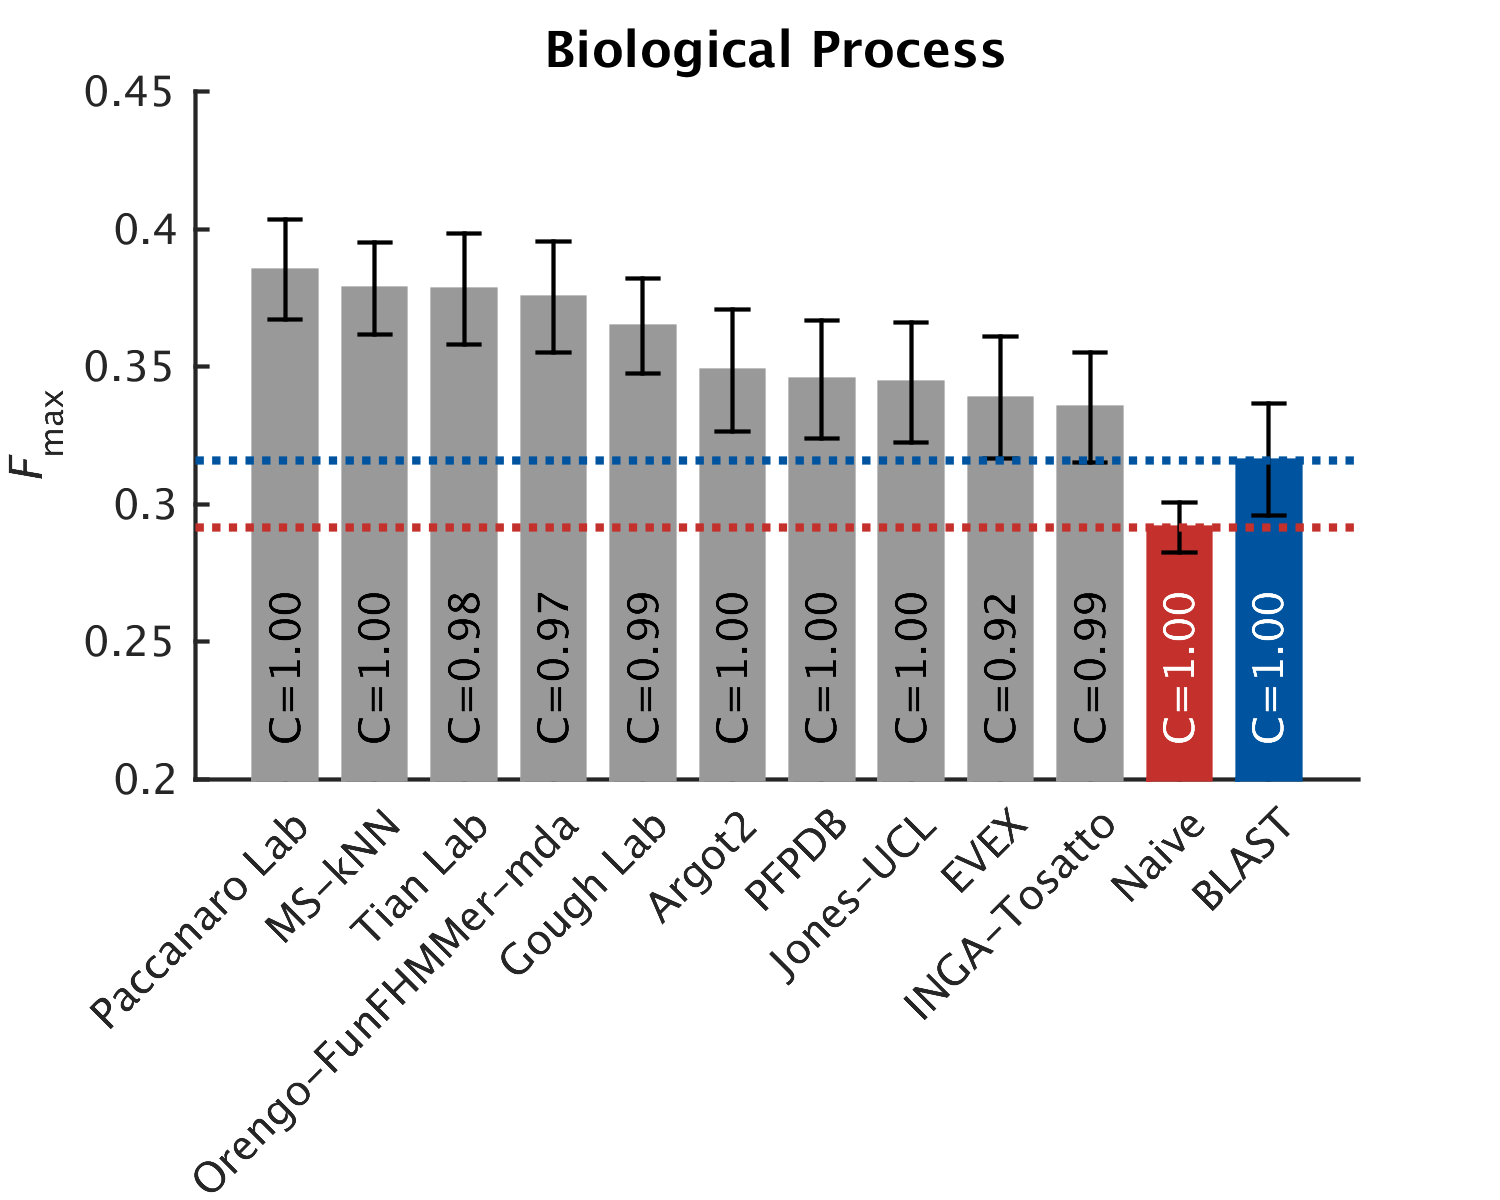 Biological Process
0.45
0.4
0.35
0.3
0.25
0.2
Fmax
C=1.00
C=1.00
C=0.98
C=0.97
C=0.99
C=1.00
C=1.00
C=1.00
C=0.92
C=0.99
C=1.00
C=1.00
Paccanaro Lab
MS-kNN
Tian Lab
Orengo-FunFHMMer-mda
Gough Lab
Argot2
PFPDB
Jones-UCL
EVEX
INGA-Tosatto
Naive
BLAST